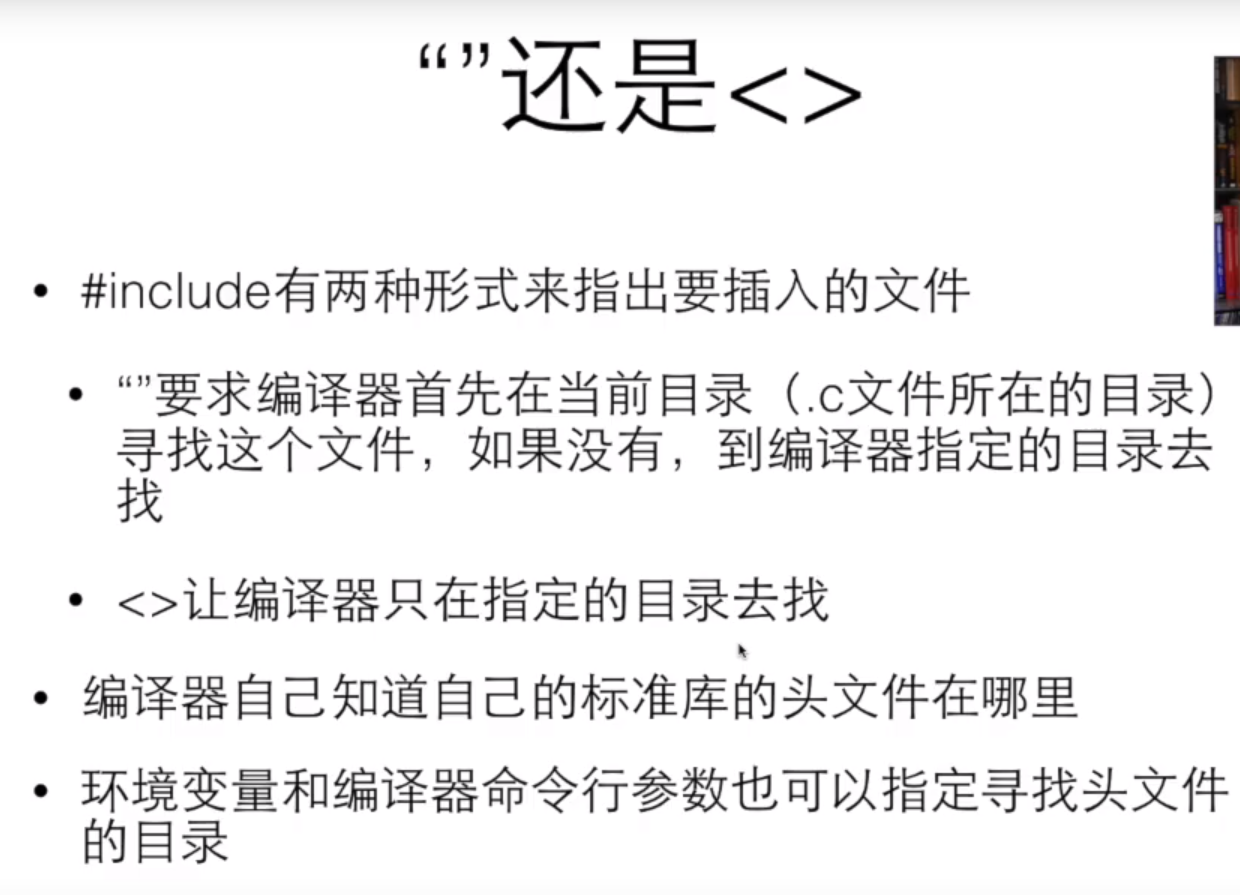 “”还是<>
• #include有两种形式来指出要插入的文件
• “”要求编译器首先在当前目录（.c文件所在的目录）
寻找这个文件，如果没有，到编译器指定的目录去
找
• <>让编译器只在指定的目录去找
• 编译器自己知道自己的标准库的头文件在哪里
• 环境变量和编译器命令行参数也可以指定寻找头文件
的目录